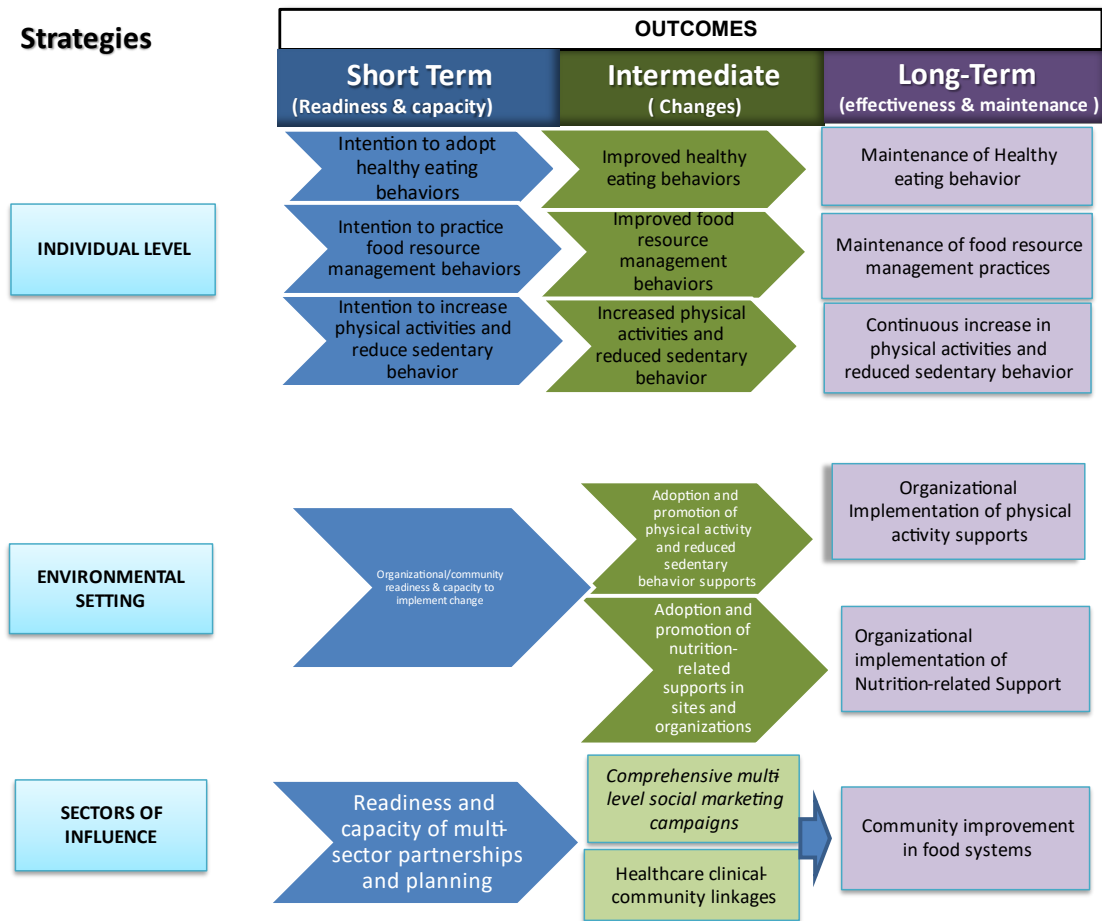 Strategies
OUTCOMES
Short Term
(Readiness & capacity)
Intermediate
( Changes)
Long-Term
(effectiveness & maintenance )
INDIVIDUAL LEVEL
Intention to adopt
healthy eating
behaviors
Improved healthy
eating behaviors
Maintenance of Healthy
eating behavior
Intention to practice
food resource
management behaviors
Improved food
resource
management
behaviors
Maintenance of food resource
management practices
Intention to increase
physical activities and
reduce sedentary
behavior
Increased physical
activities and
reduced sedentary
behavior
Continuous increase in
physical activities and
reduced sedentary behavior
ENVIRONMENTAL
SETTING
Organizational/community
readiness & capacity to
implement change
Adoption and
promotion of
physical activity
and reduced
sedentary
behavior supports
Organizational
Implementation of physical
activity supports
Adoption and
promotion of
nutrition-
related
supports in
sites and
organizations
Organizational
implementation of
Nutrition-related Support
SECTORS OF
INFLUENCE
Readiness and
capacity of multi-
sector partnerships
and planning
Comprehensive multi-
level social marketing
campaigns
Healthcare clinical-
community linkages
Community improvement
in food systems